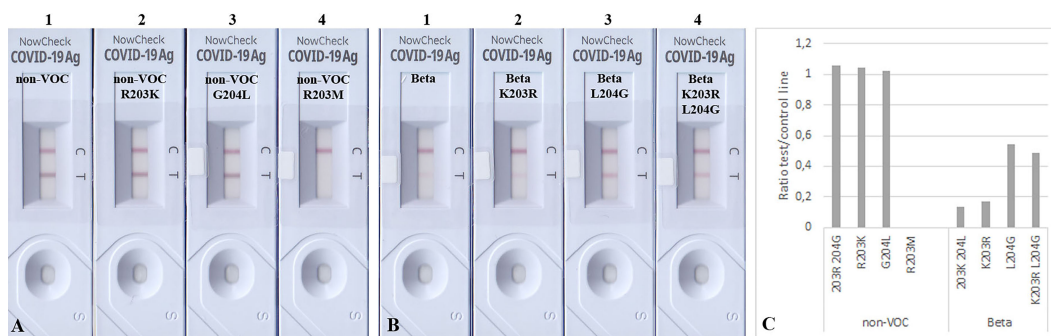 1
2
3
4
NowCheck
COVID-19 Ag
non-VOC
C
T
S
NowCheck
COVID-19 Ag
non-VOC
R203K
C
T
S
NowCheck
COVID-19 Ag
non-VOC
G204L
C
T
S
NowCheck
COVID-19 Ag
non-VOC
R203M
C
T
S
A
1
2
3
4
NowCheck
COVID-19 Ag
Beta
C
T
S
NowCheck
COVID-19 Ag
Beta
K203R
C
T
S
NowCheck
COVID-19 Ag
Beta
L204G
C
T
S
NowCheck
COVID-19 Ag
Beta
K203R
L204G
C
T
S
B
Ratio test/control line
1,2
1
0,8
0,6
0,4
0,2
0
203R 204G
R203K
G204L
R203M
203K 204L
K203R
L204G
K203R L204G
non-VOC
Beta
C